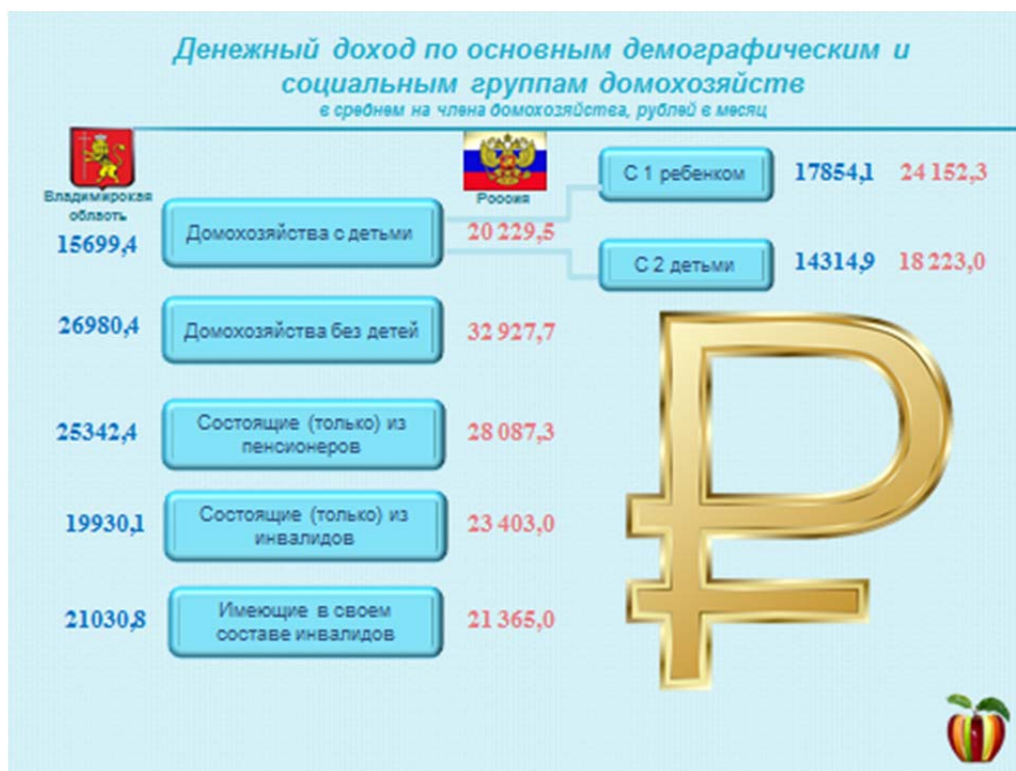 Денежный доход по основным демографическим и
социальным группам домохозяйств
в среднем на члена домохозяйства, рублей в месяц
Владимирская
область
Россия
С 1 ребенком
17854,1
24 152,3
15699,4
Домохозяйства с детьми
20 229,5
С 2 детьми
14314,9
18 223,0
26980,4
Домохозяйства без детей
32 927,7
25342,4
Состоящие (только) из
пенсионеров
28 087,3
19930,1
Состоящие (только) из
инвалидов
23 403,0
21030,8
Имеющие в своем
составе инвалидов
21 365,0